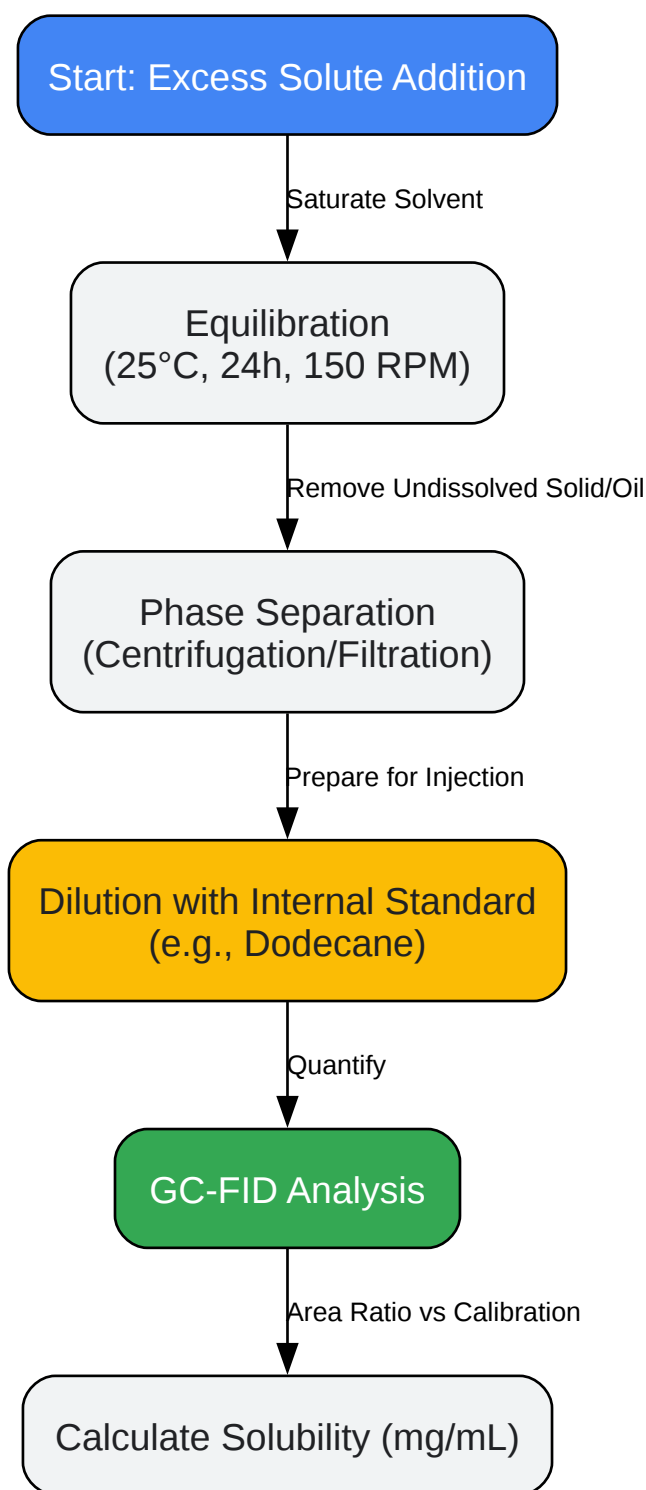 Start: Excess Solute Addition
Saturate Solvent
Equilibration
(25°C, 24h, 150 RPM)
Remove Undissolved Solid/Oil
Phase Separation
(Centrifugation/Filtration)
Prepare for Injection
Dilution with Internal Standard
(e.g., Dodecane)
Quantify
GC-FID Analysis
Area Ratio vs Calibration
Calculate Solubility (mg/mL)